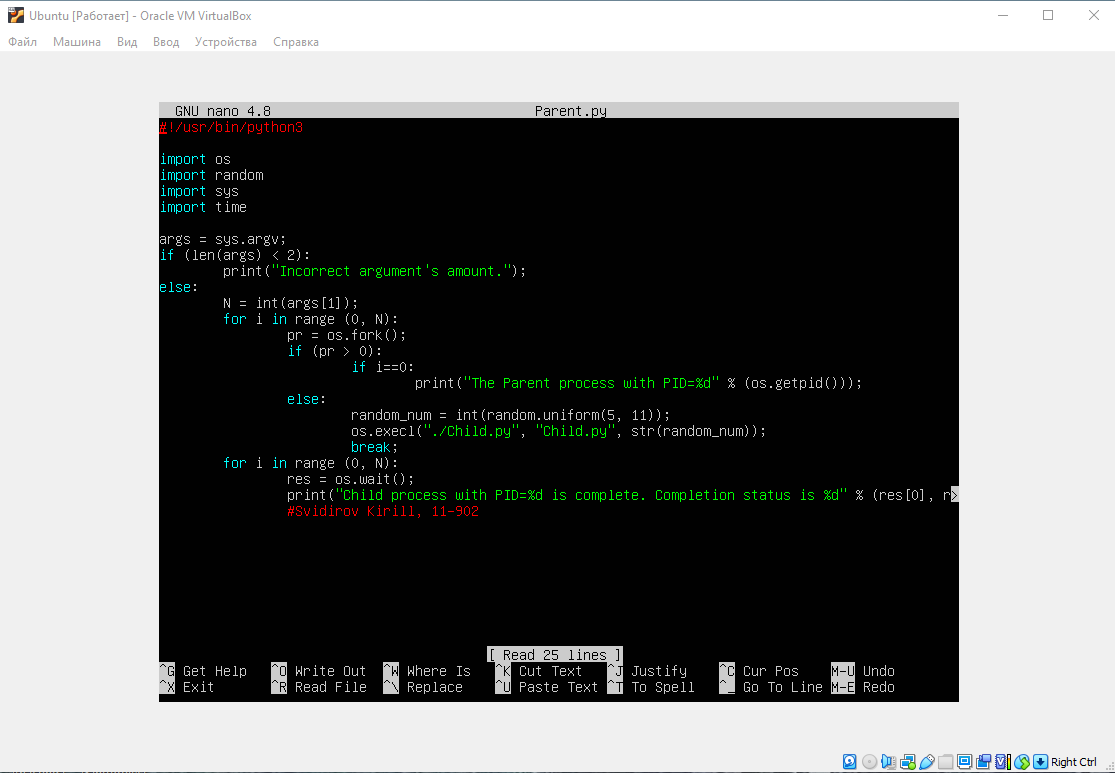 Ubuntu [Работает] - Oracle VM VirtualBox
Файл Машина Вид Ввод Устройства Справка
GNU nano 4.8 Parent.py
#!/usr/bin/python3
import os
import random
import sys
import time
args = sys.argv;
if (len(args) < 2):
print("Incorrect argument's amount.");
else:
N = int(args[1]);
for i in range (0, N):
pr = os.fork();
if (pr > 0):
if i==0:
print("The Parent process with PID=%d" % (os.getpid()));
else:
random_num = int(random.uniform(5, 11));
os.execl("./Child.py", "Child.py", str(random_num));
break;
for i in range (0, N):
res = os.wait();
print("Child process with PID=%d is complete. Completion status is %d" % (res[0], r>
#Svidirov Kirill, 11-902
[ Read 25 lines ]
^G Get Help ^O Write Out ^W Where Is ^K Cut Text ^J Justify ^C Cur Pos M-U Undo
^X Exit ^R Read File ^\ Replace ^U Paste Text ^T To Spell ^_ Go To Line M-E Redo
Right Ctrl